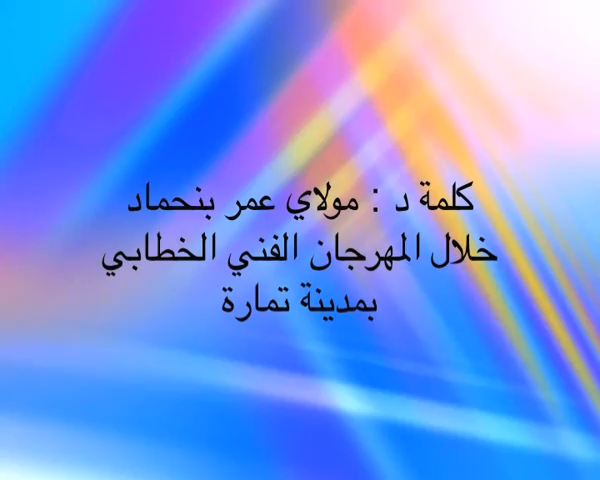 كلمة د : مولاي عمر بنحماد
خلال المهرجان الفني الخطابي
بمدينة تمارة